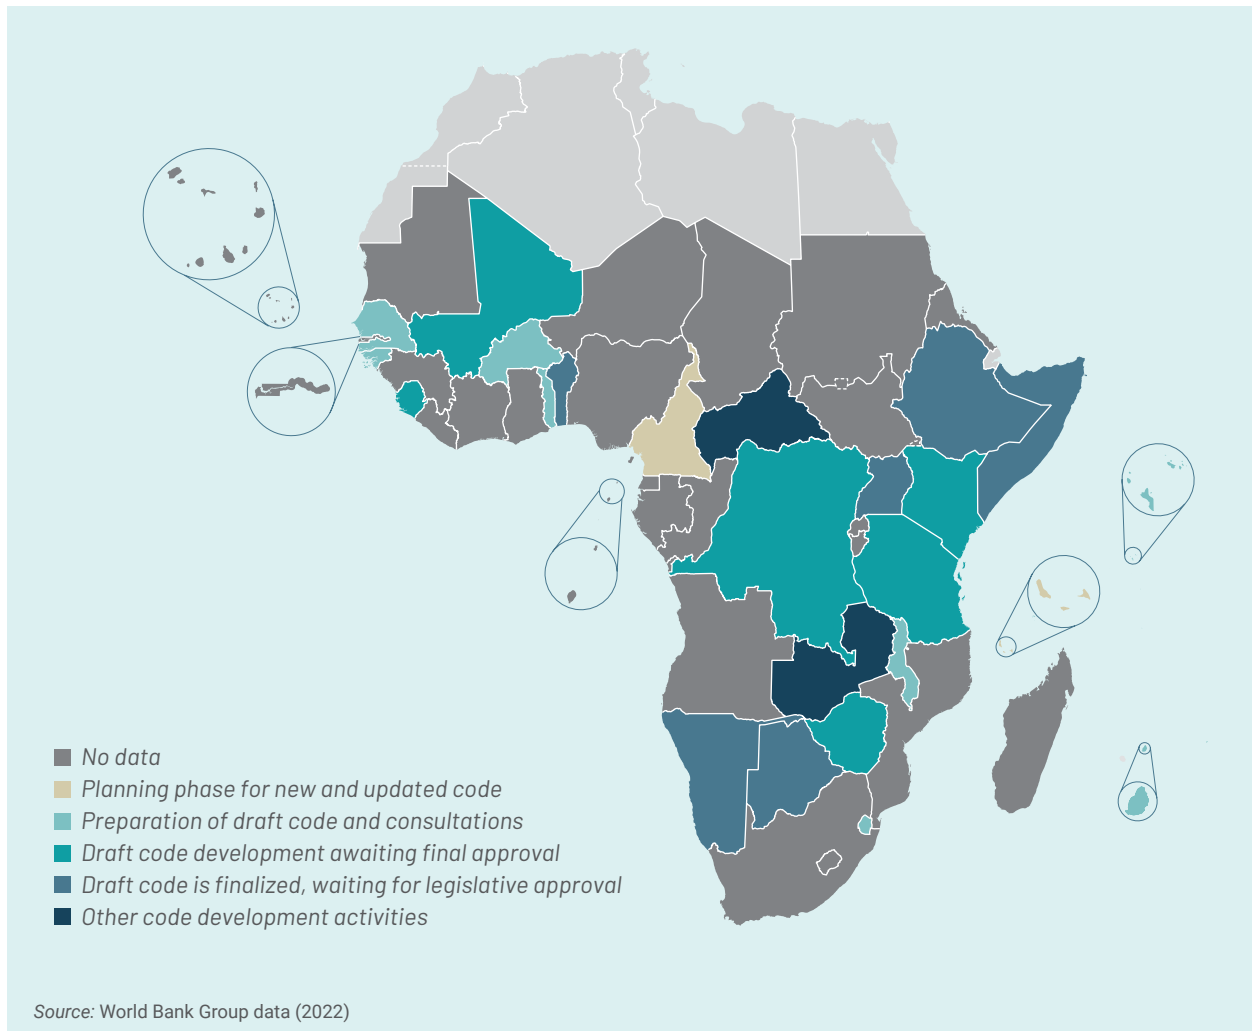 No data
Planning phase for new and updated code
Preparation of draft code and consultations
Draft code development awaiting final approval
Draft code is finalized, waiting for legislative approval
Other code development activities
Source: World Bank Group data (2022)